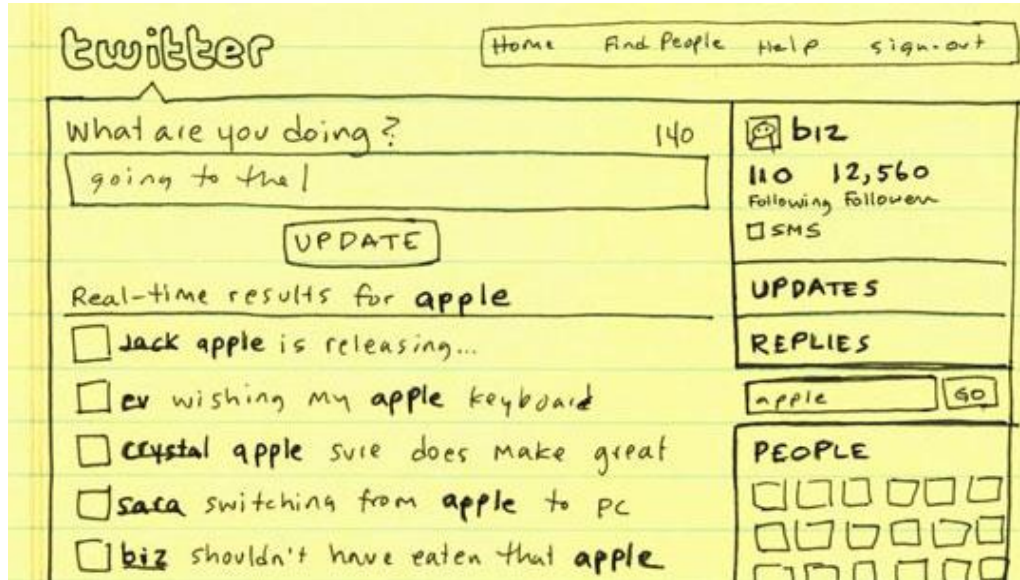 twitter
Home Find People Help sign-out
What are you doing? 140
going to the
UPDATE
Real-time results for apple
Jack apple is releasing...
ev wishing my apple keyboard
crystal apple sure does make great
sara switching from apple to PC
biz shouldn't have eaten that apple
biz
110 12,560
Following Followers
SMS
UPDATES
REPLIES
apple GO
PEOPLE